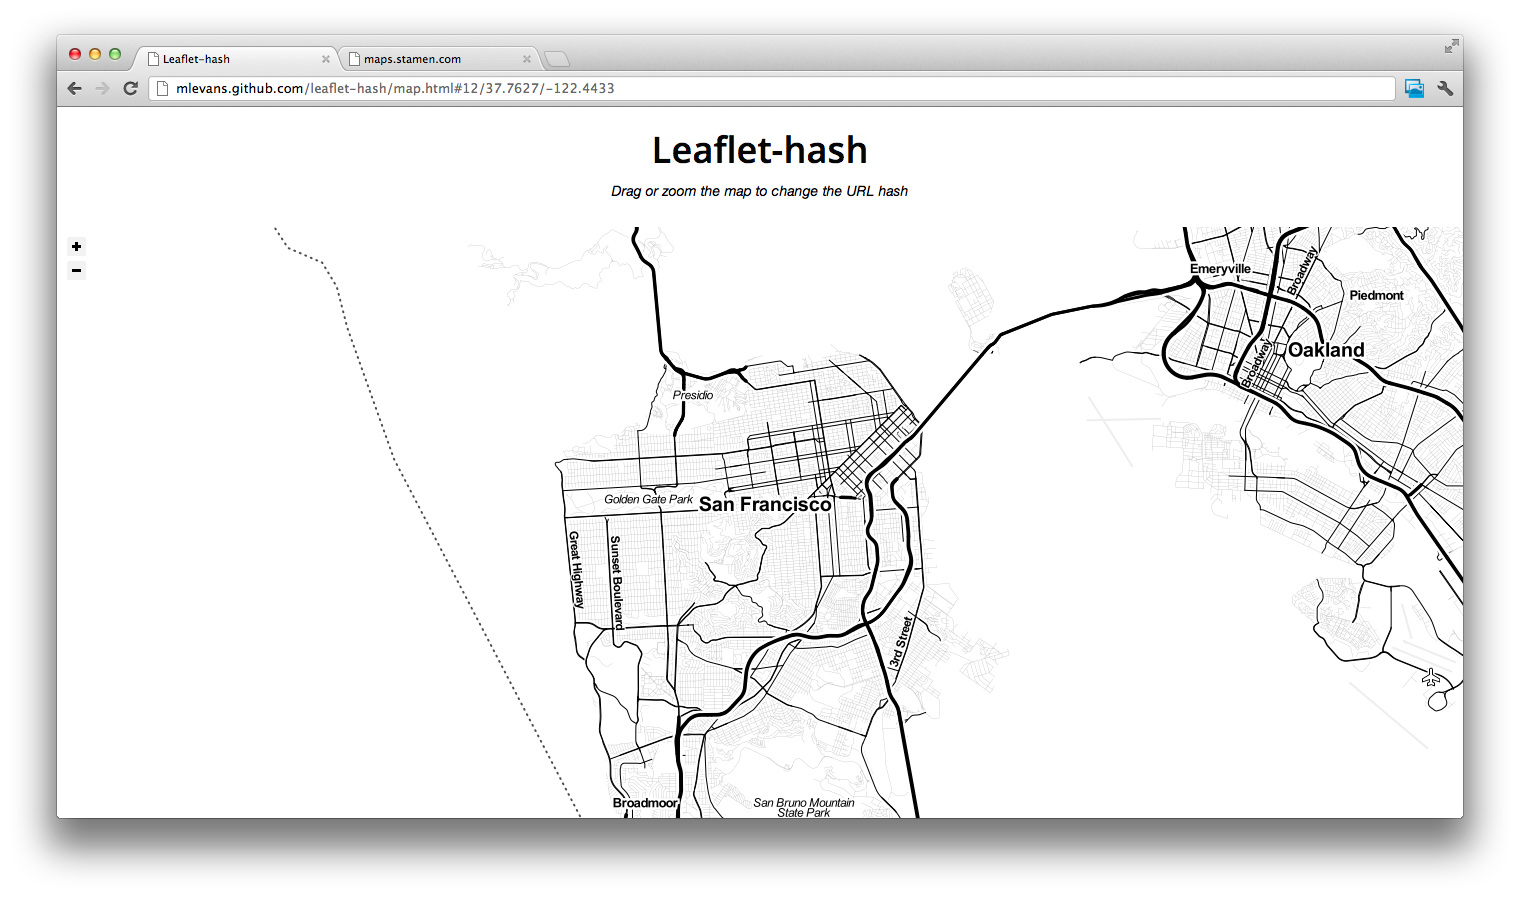 Leaflet-hash
maps.stamen.com
mlevans.github.com/leaflet-hash/map.html#12/37.7627/-122.4433
Leaflet-hash
Drag or zoom the map to change the URL hash
+
-
Emeryville
Broadway
Piedmont
Oakland
Broadway
Presidio
Golden Gate Park
San Francisco
Great Highway
Sunset Boulevard
3rd Street
Broadmoor
San Bruno Mountain
State Park